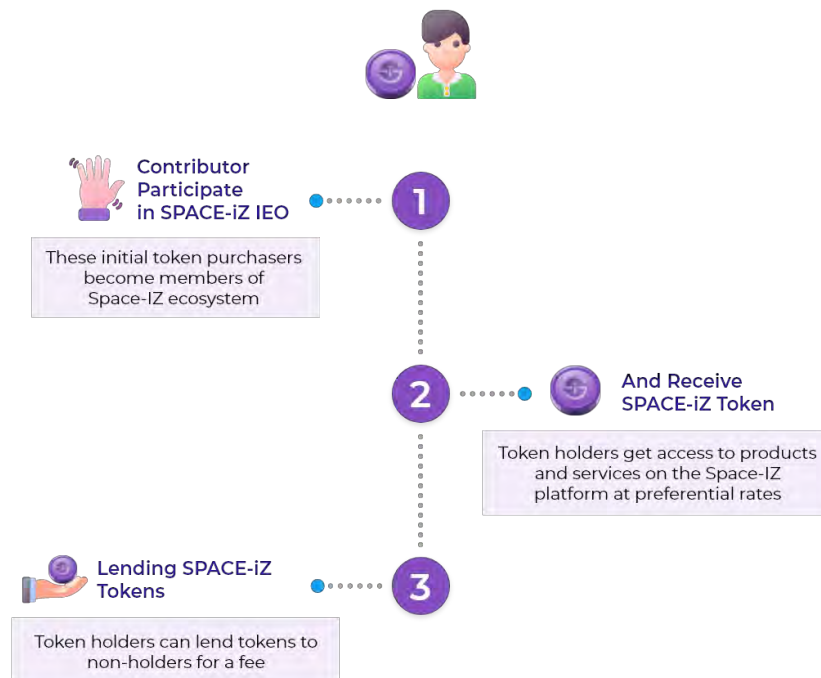 Contributor
Participate
in SPACE-iZ IEO
1
These initial token purchasers
become members of
Space-IZ ecosystem
2
And Receive
SPACE-iZ Token
Token holders get access to products
and services on the Space-IZ
platform at preferential rates
Lending SPACE-iZ
Tokens
3
Token holders can lend tokens to
non-holders for a fee